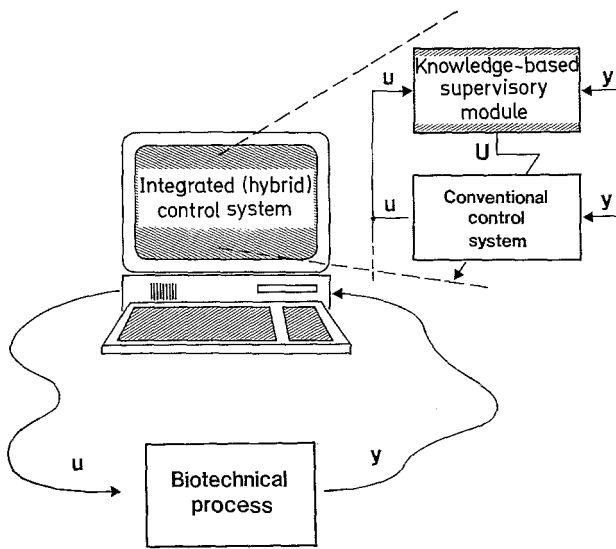 Knowledge-based
supervisory
module
u
y
U
Conventional
control
system
u
y
Integrated (hybrid)
control system
u
y
Biotechnical
process